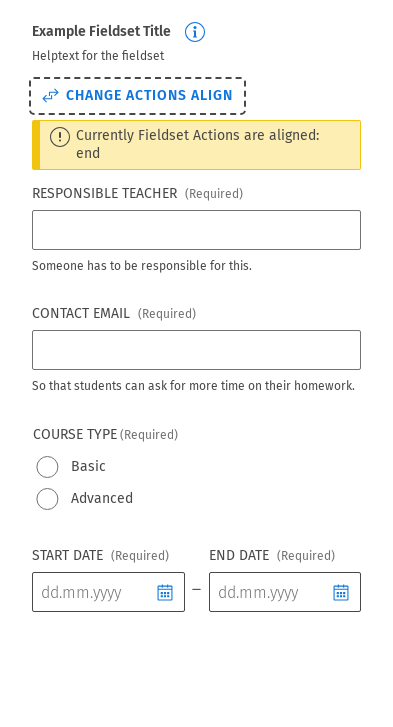 Example Fieldset Title
Helptext for the fieldset
CHANGE ACTIONS ALIGN
Currently Fieldset Actions are aligned:
end
RESPONSIBLE TEACHER (Required)
Someone has to be responsible for this.
CONTACT EMAIL (Required)
So that students can ask for more time on their homework.
COURSE TYPE (Required)
Basic
Advanced
START DATE (Required) END DATE (Required)
dd.mm.yyyy – dd.mm.yyyy